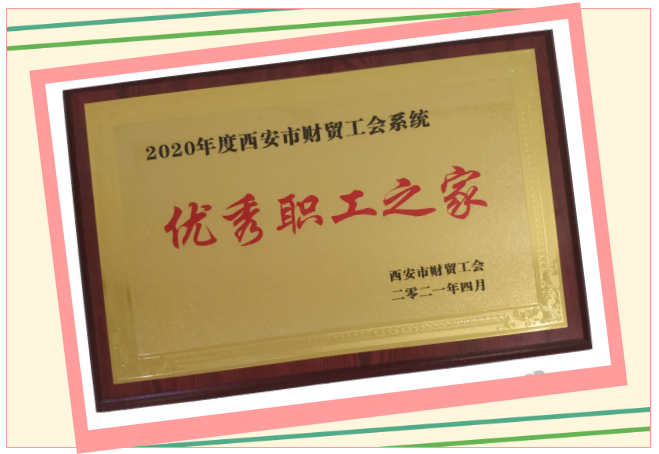 2020年度西安市财贸工会系统
优秀职工之家
西安市财贸工会
二零二一年四月